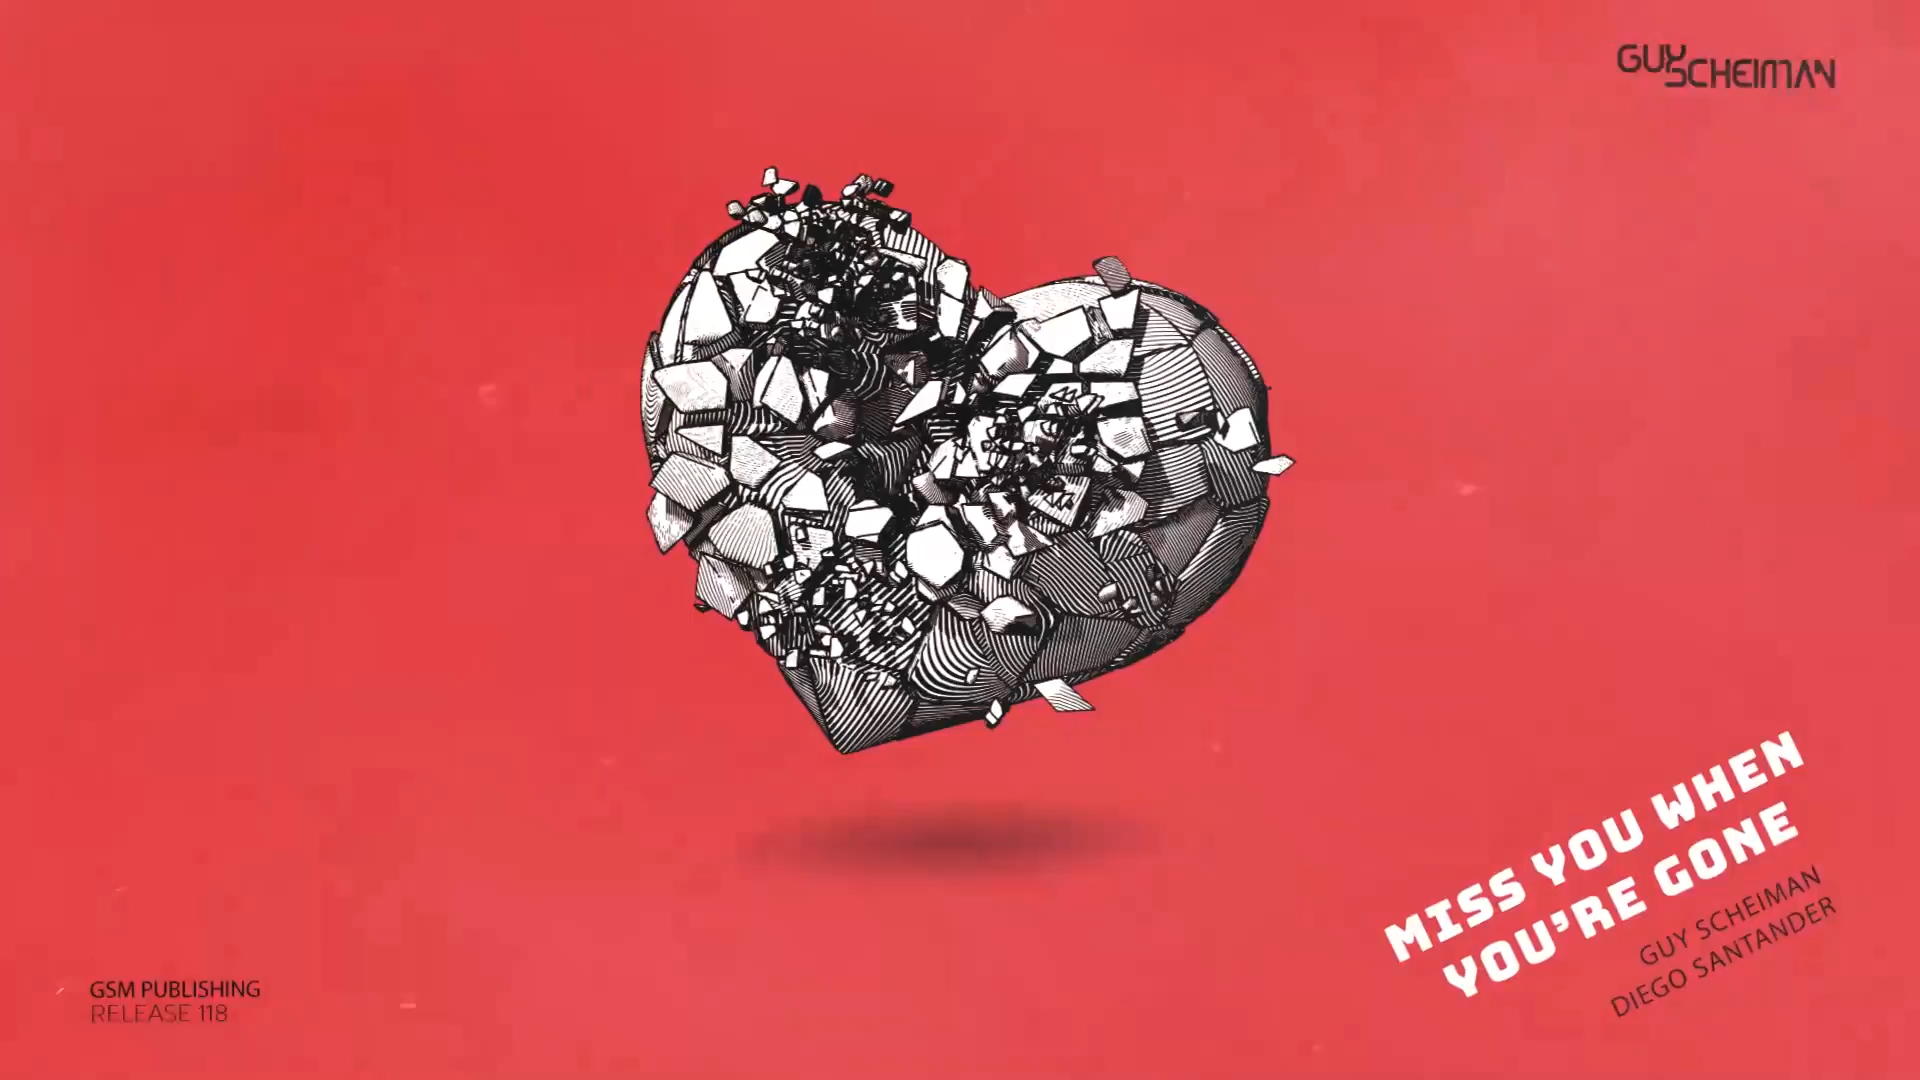 GUY
SCHEIMAN
MISS YOU WHEN
YOU'RE GONE
GUY SCHEIMAN
DIEGO SANTANDER
GSM PUBLISHING
RELEASE 118